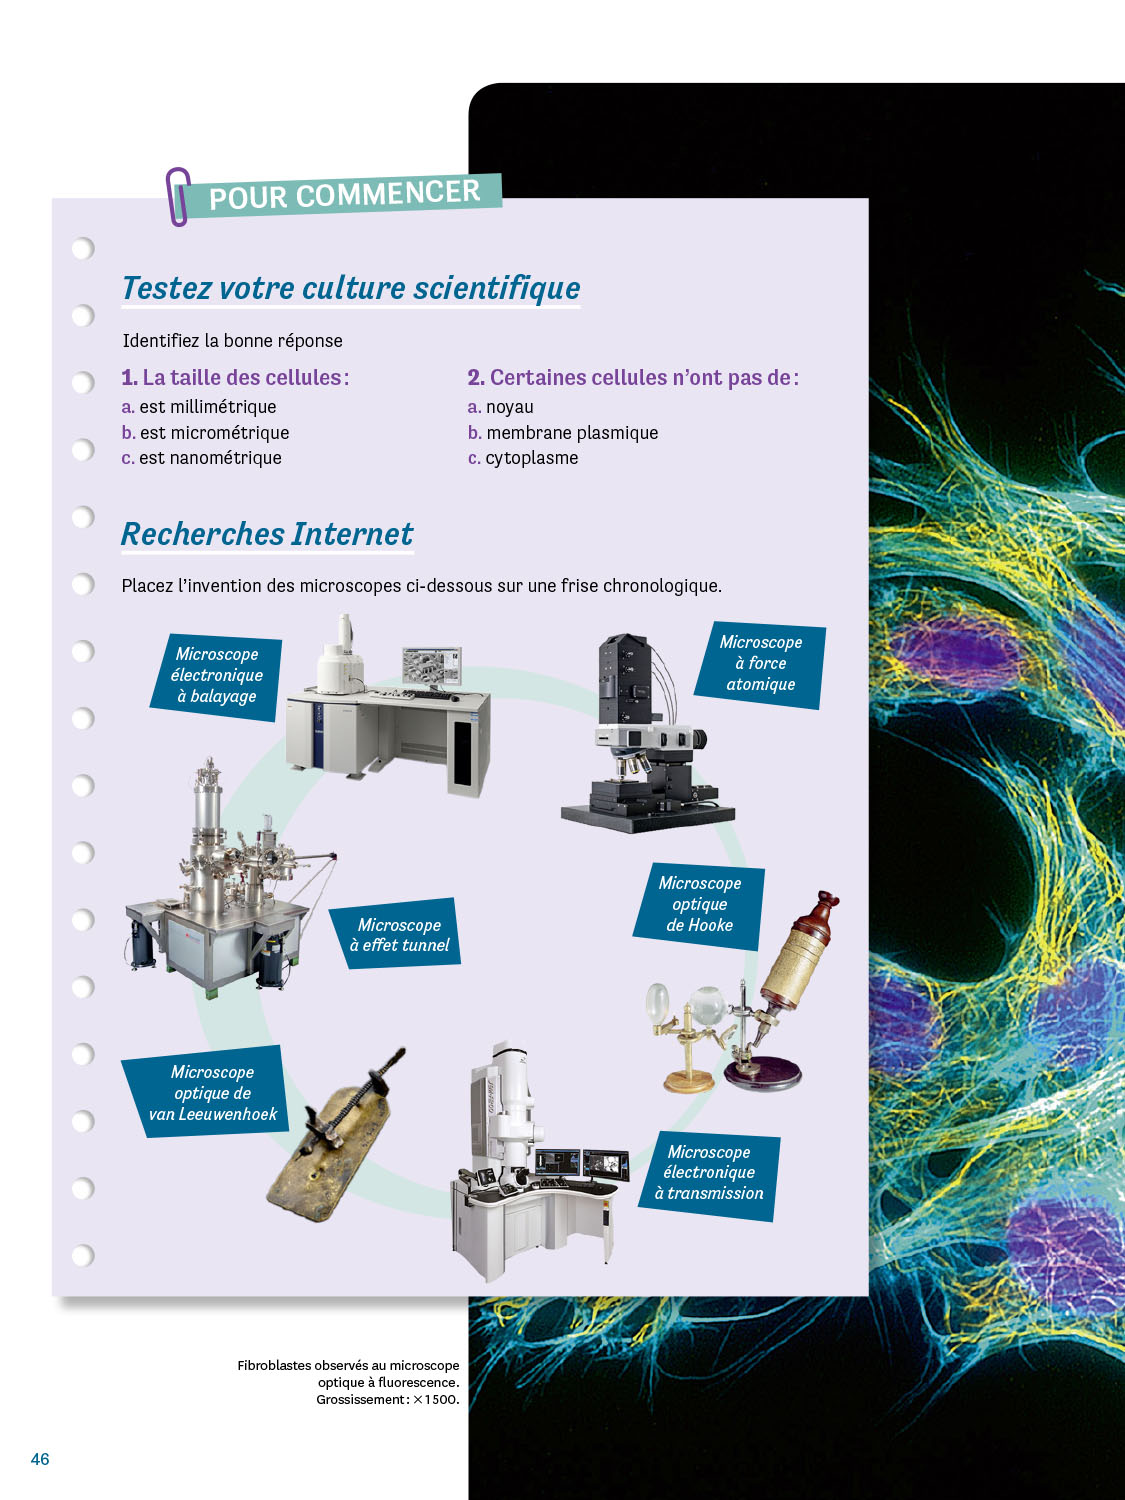 POUR COMMENCER
Testez votre culture scientifique
Identifiez la bonne réponse
1. La taille des cellules :
a. est millimétrique
b. est micrométrique
c. est nanométrique
2. Certaines cellules n’ont pas de :
a. noyau
b. membrane plasmique
c. cytoplasme
Recherches Internet
Placez l’invention des microscopes ci-dessous sur une frise chronologique.
Microscope
électronique
à balayage
Microscope
à force
atomique
Microscope
à effet tunnel
Microscope
optique
de Hooke
Microscope
optique de
van Leeuwenhoek
Microscope
électronique
à transmission
Fibroblastes observés au microscope
optique à fluorescence.
Grossissement : × 1 500.
46